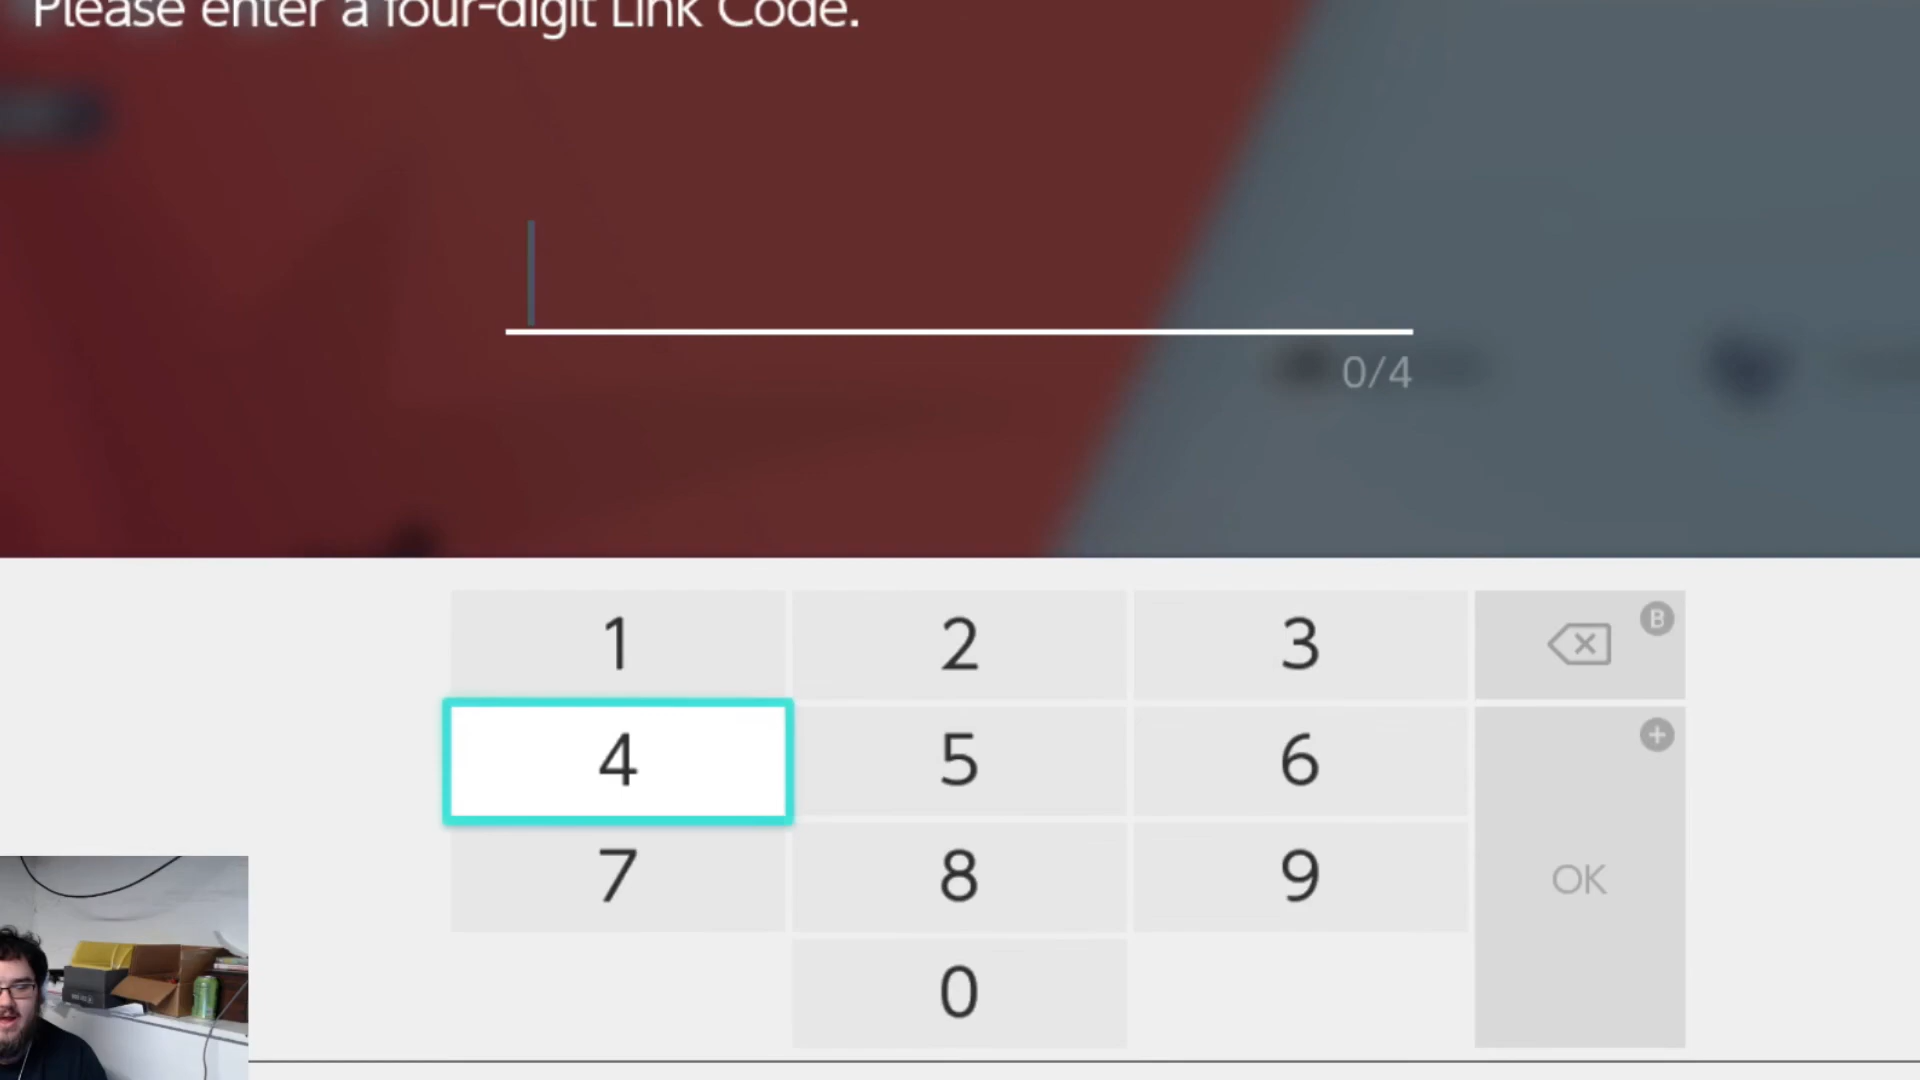 Please enter a four-digit Link Code.
0/4
1 2 3 B
4 5 6 +
7 8 9 OK
0